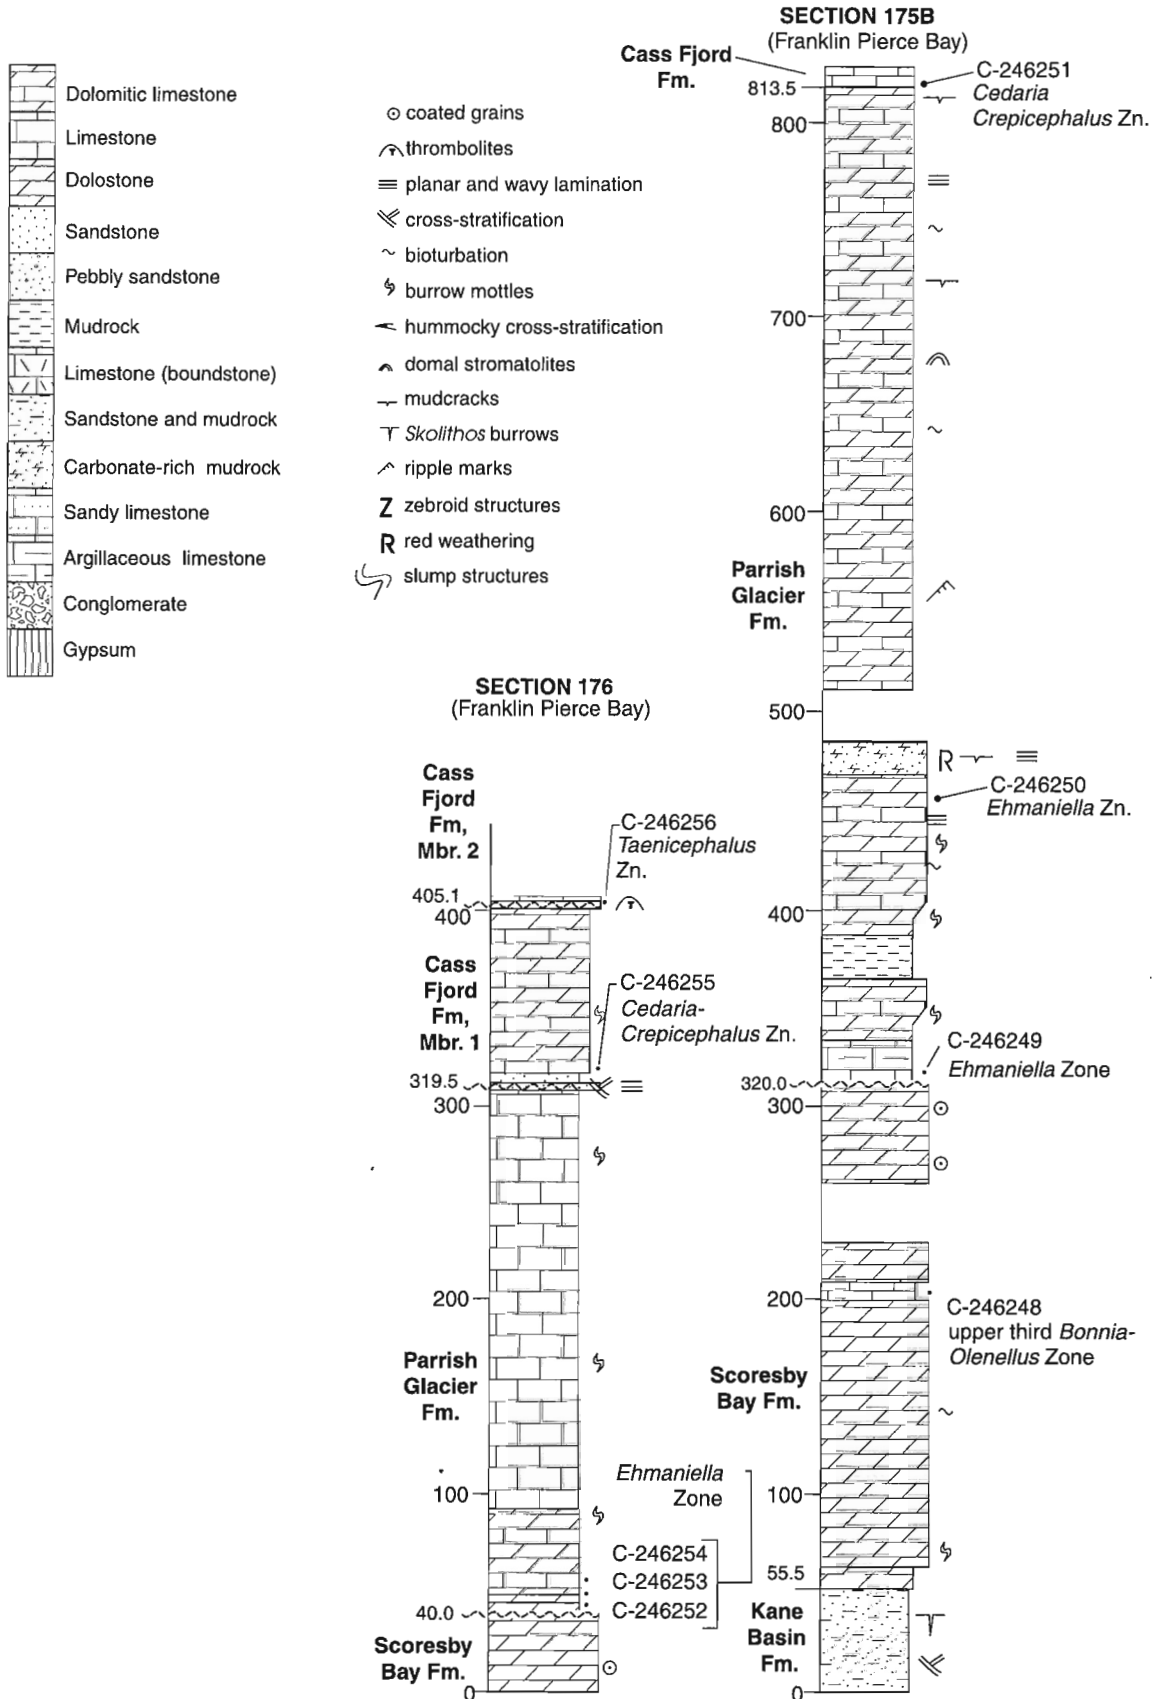 Dolomitic limestone
Limestone
Dolostone
Sandstone
Pebbly sandstone
Mudrock
Limestone (boundstone)
Sandstone and mudrock
Carbonate-rich mudrock
Sandy limestone
Argillaceous limestone
Conglomerate
Gypsum
coated grains
thrombolites
planar and wavy lamination
cross-stratification
bioturbation
burrow mottles
hummocky cross-stratification
domal stromatolites
mudcracks
Skolithos burrows
ripple marks
Z zebroid structures
R red weathering
slump structures
SECTION 176
(Franklin Pierce Bay)
Cass
Fjord
Fm,
Mbr. 2
C-246256
Taenicephalus
Zn.
405.1
400
Cass
Fjord
Fm,
Mbr. 1
C-246255
Cedaria-
Crepicephalus Zn.
319.5
300
200
Parrish
Glacier
Fm.
100
Ehmaniella
Zone
C-246254
C-246253
C-246252
40.0
Scoresby
Bay Fm.
0
SECTION 175B
(Franklin Pierce Bay)
Cass Fjord
Fm.
C-246251
Cedaria
Crepicephalus Zn.
813.5
800
700
600
Parrish
Glacier
Fm.
500
R
C-246250
Ehmaniella Zn.
400
C-246249
Ehmaniella Zone
320.0
300
200
C-246248
upper third Bonnia-
Olenellus Zone
Scoresby
Bay Fm.
100
55.5
Kane
Basin
Fm.
0